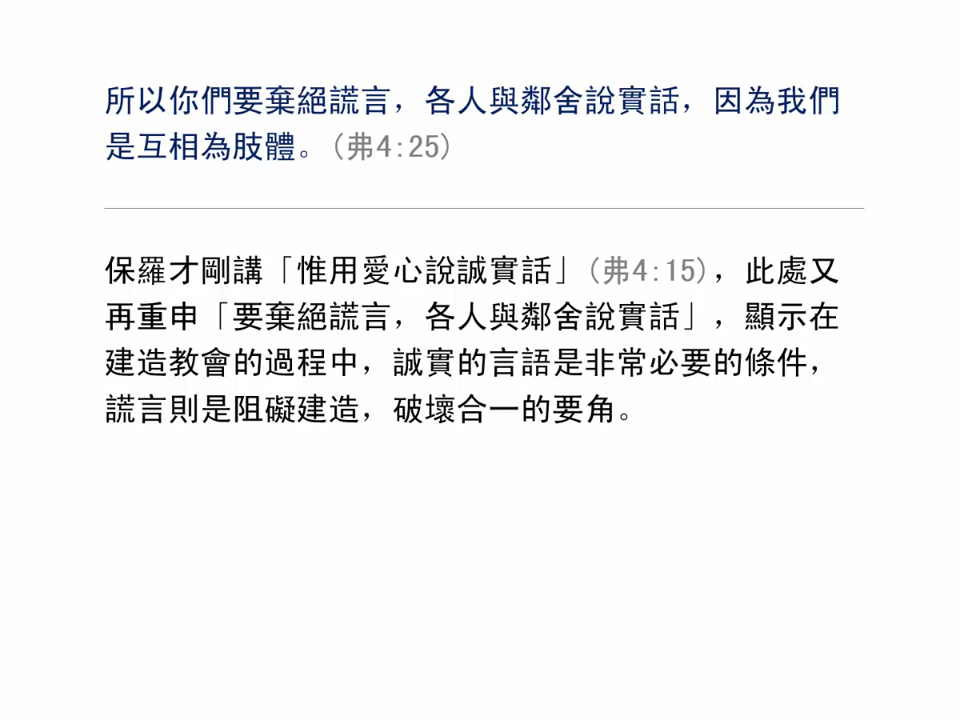 所以你們要棄絕謊言，各人與鄰舍說實話，因為我們
是互相為肢體。(弗4:25)
保羅才剛講「惟用愛心說誠實話」(弗4:15)，此處又
再重申「要棄絕謊言，各人與鄰舍說實話」，顯示在
建造教會的過程中，誠實的言語是非常必要的條件，
謊言則是阻礙建造，破壞合一的要角。